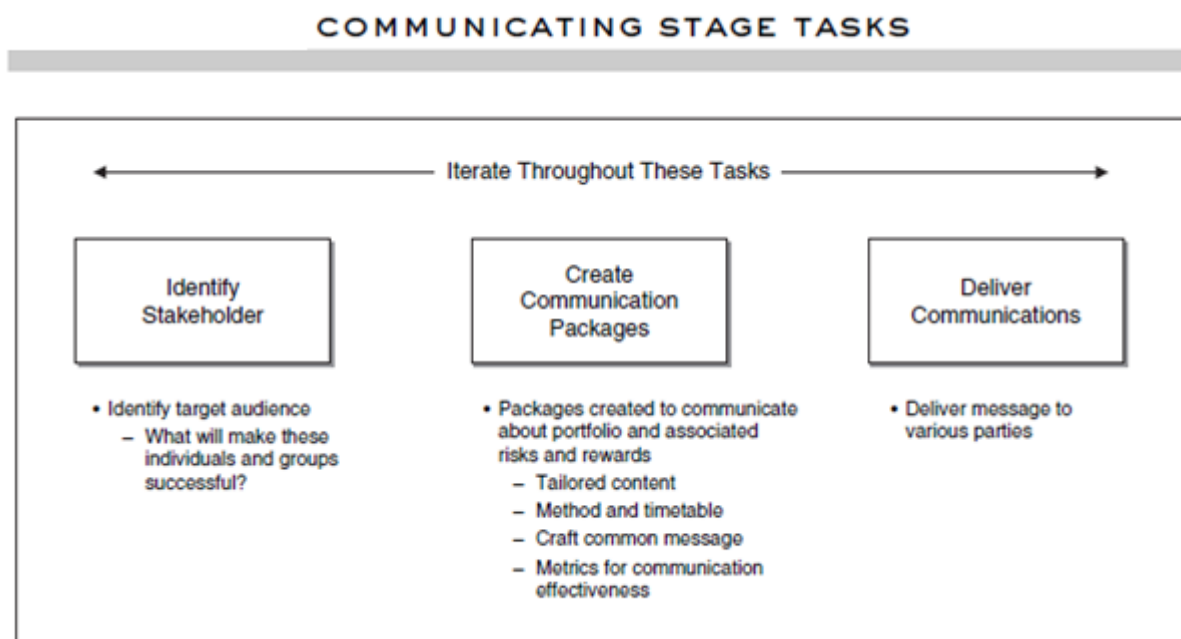 COMMUNICATING STAGE TASKS
Iterate Throughout These Tasks
Identify
Stakeholder
• Identify target audience
– What will make these
individuals and groups
successful?
Create
Communication
Packages
• Packages created to communicate
about portfolio and associated
risks and rewards
– Tailored content
– Method and timetable
– Craft common message
– Metrics for communication
effectiveness
Deliver
Communications
• Deliver message to
various parties